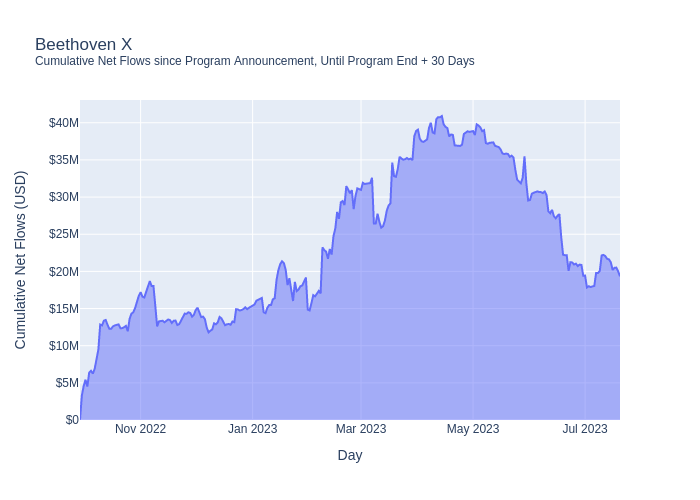 Beethoven X
Cumulative Net Flows since Program Announcement, Until Program End + 30 Days
Cumulative Net Flows (USD)
$40M
$35M
$30M
$25M
$20M
$15M
$10M
$5M
$0
Nov 2022 Jan 2023 Mar 2023 May 2023 Jul 2023
Day